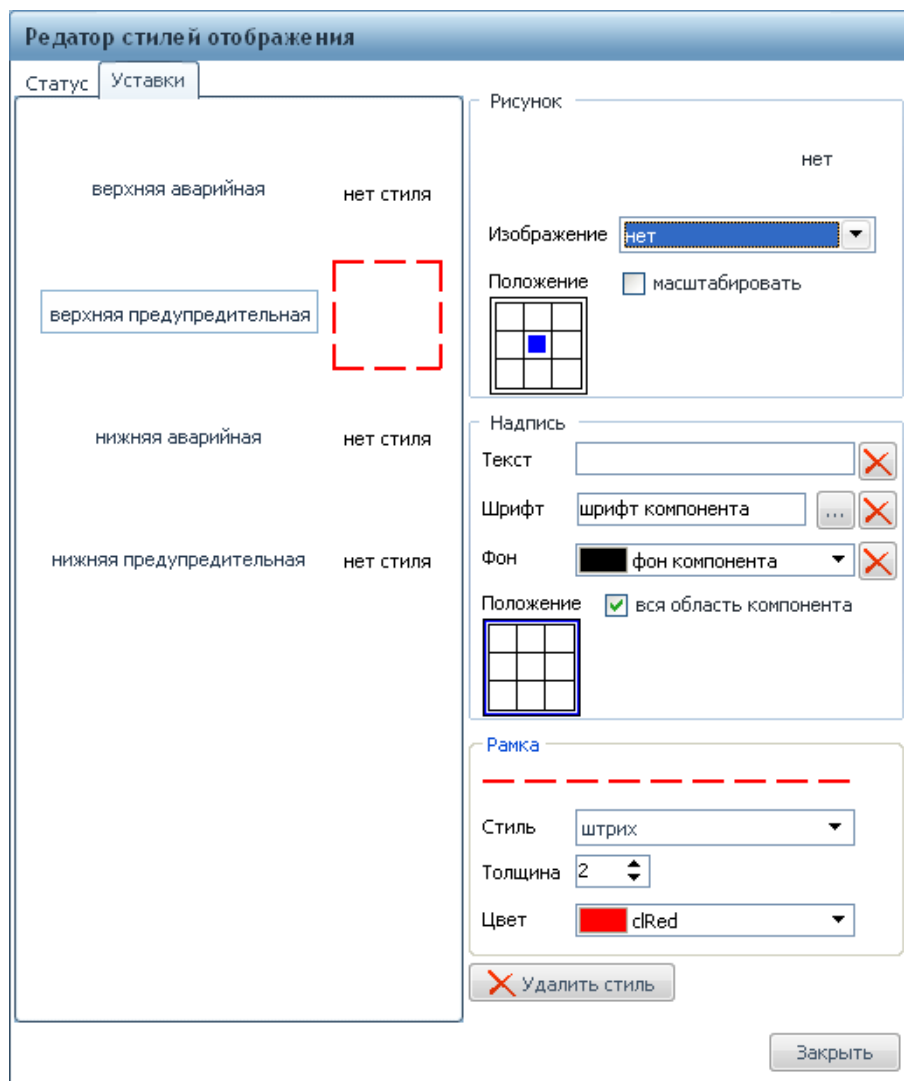 Редатор стилей отображения
Статус
Уставки
верхняя аварийная
нет стиля
верхняя предупредительная
нижняя аварийная
нет стиля
нижняя предупредительная
нет стиля
Рисунок
нет
Изображение
нет
Положение
масштабировать
Надпись
Текст
Шрифт
шрифт компонента
...
Фон
фон компонента
Положение
вся область компонента
Рамка
Стиль
штрих
Толщина
2
Цвет
clRed
Удалить стиль
Закрыть